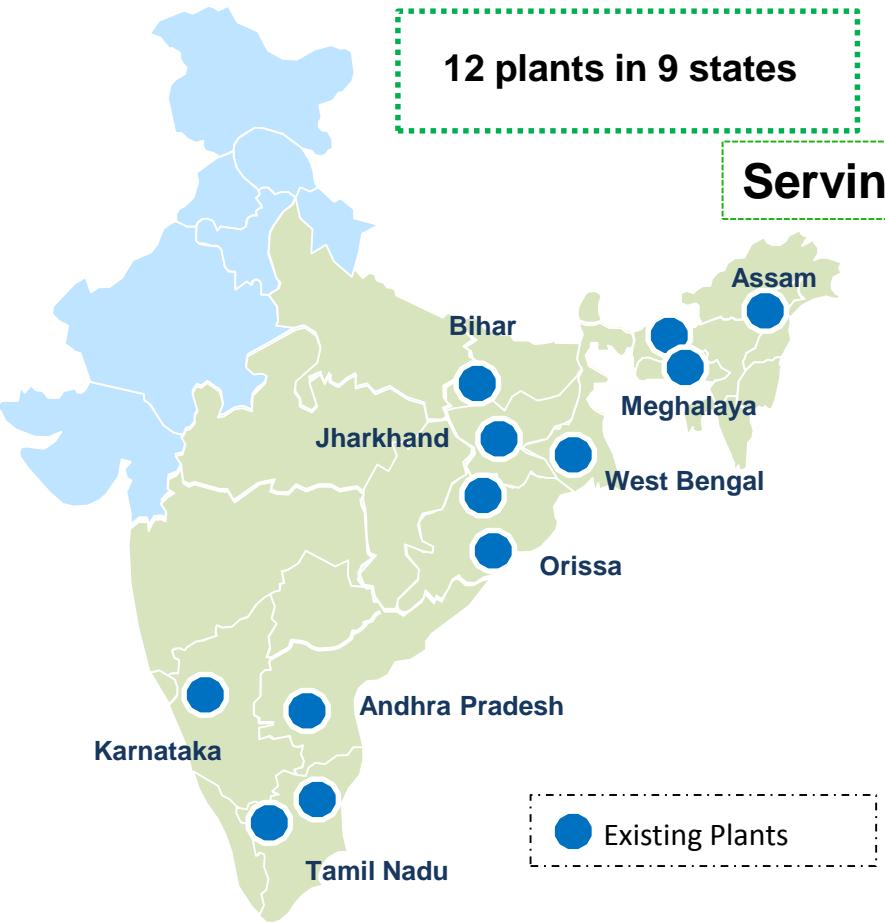 12 plants in 9 states
Servin
Assam
Bihar
Meghalaya
Jharkhand
West Bengal
Orissa
Andhra Pradesh
Karnataka
Existing Plants
Tamil Nadu